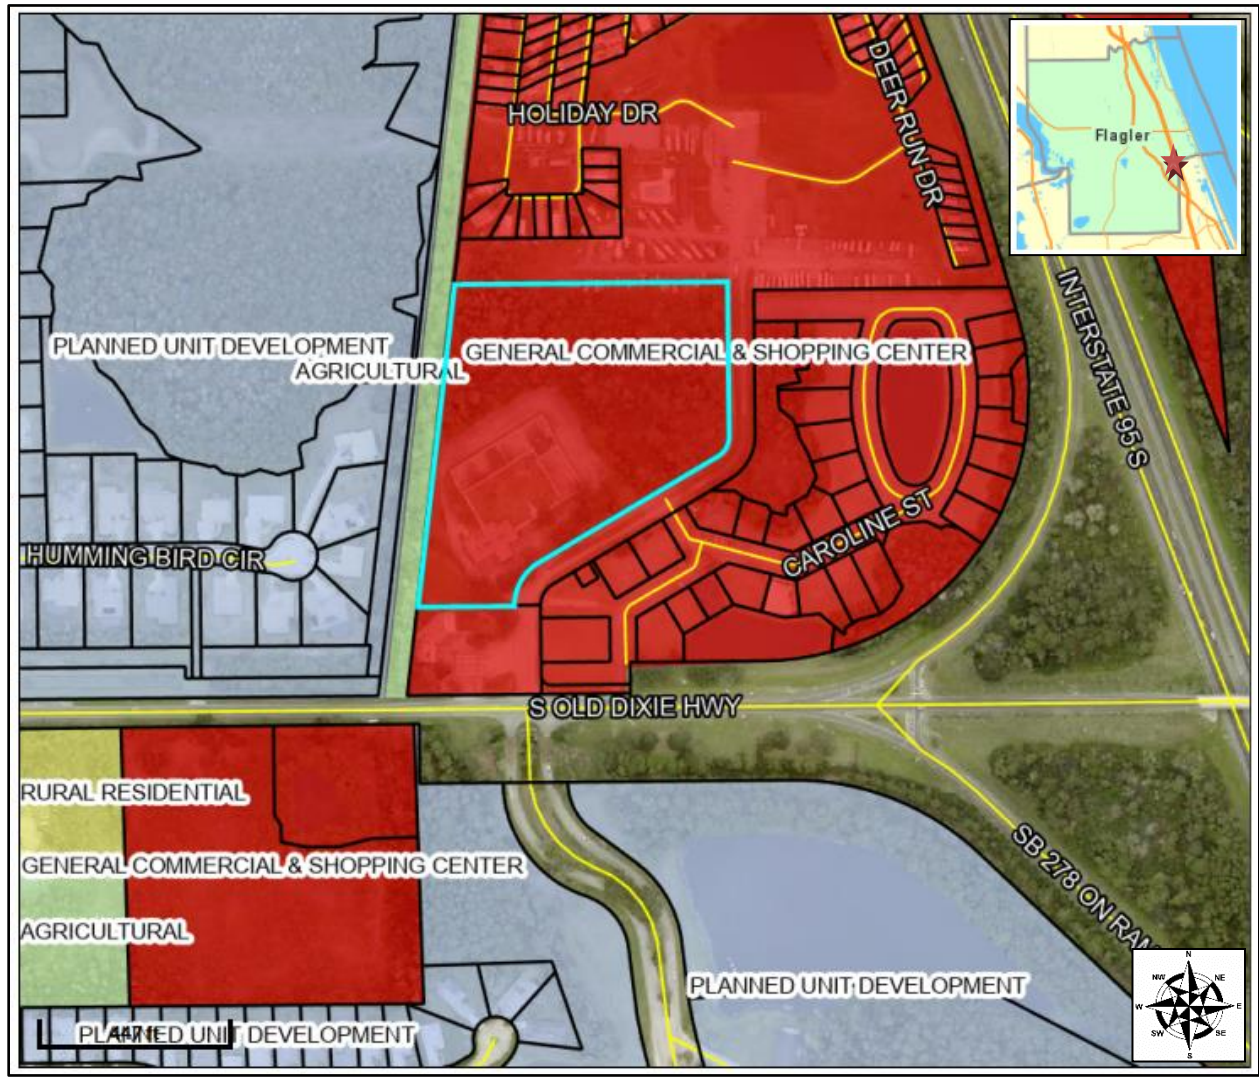 HOLIDAY DR
DEER RUN DR
Flagler
INTERSTATE 95 S
PLANNED UNIT DEVELOPMENT
AGRICULTURAL
GENERAL COMMERCIAL & SHOPPING CENTER
HUMMING BIRD CIR
CAROLINE ST
S OLD DIXIE HWY
RURAL RESIDENTIAL
GENERAL COMMERCIAL & SHOPPING CENTER
AGRICULTURAL
SB 278 ON RAM
PLANNED UNIT DEVELOPMENT
PLANNED UNIT DEVELOPMENT
447 ft
N
NW
NE
W
E
SW
SE
S